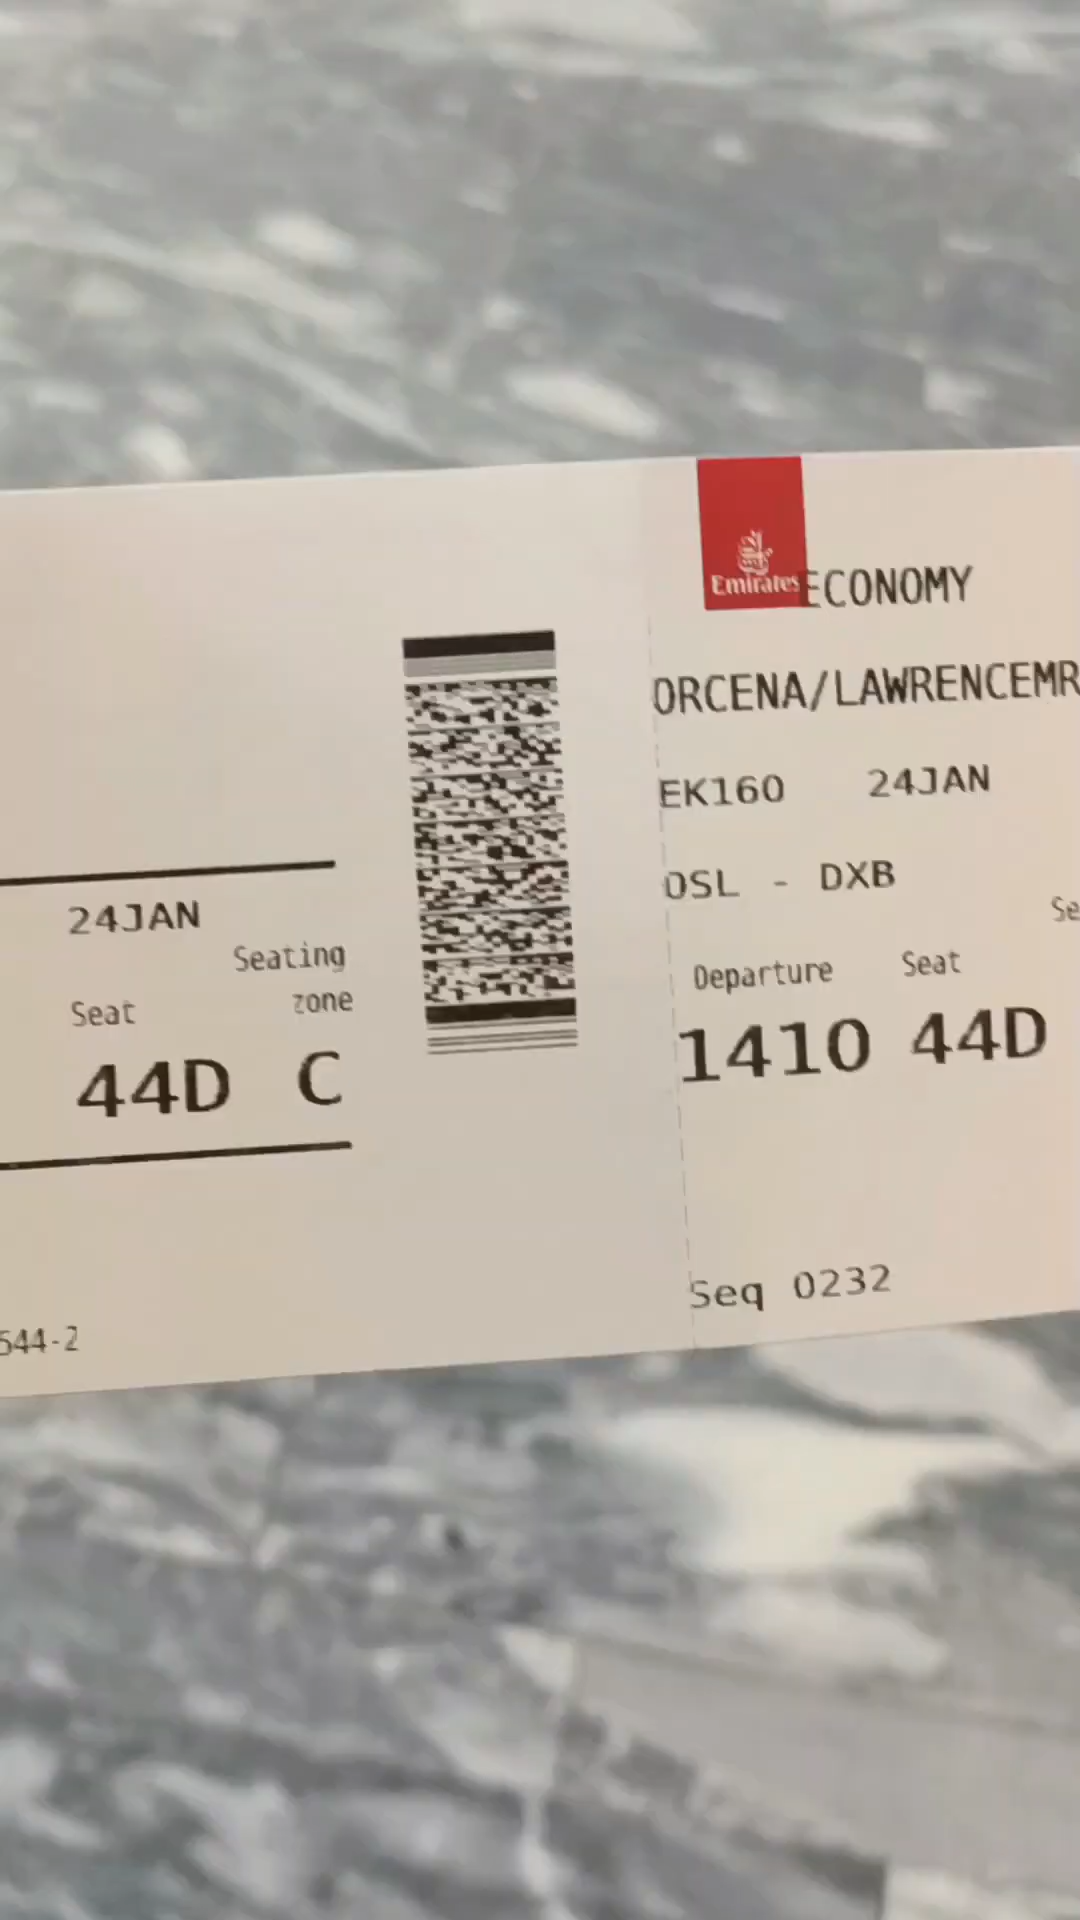 24JAN
Seating
Seat zone
44D C
544-2
Emirates ECONOMY
ORCENA/LAWRENCEMR
EK160 24JAN
OSL - DXB
Departure Seat Se
1410 44D
Seq 0232